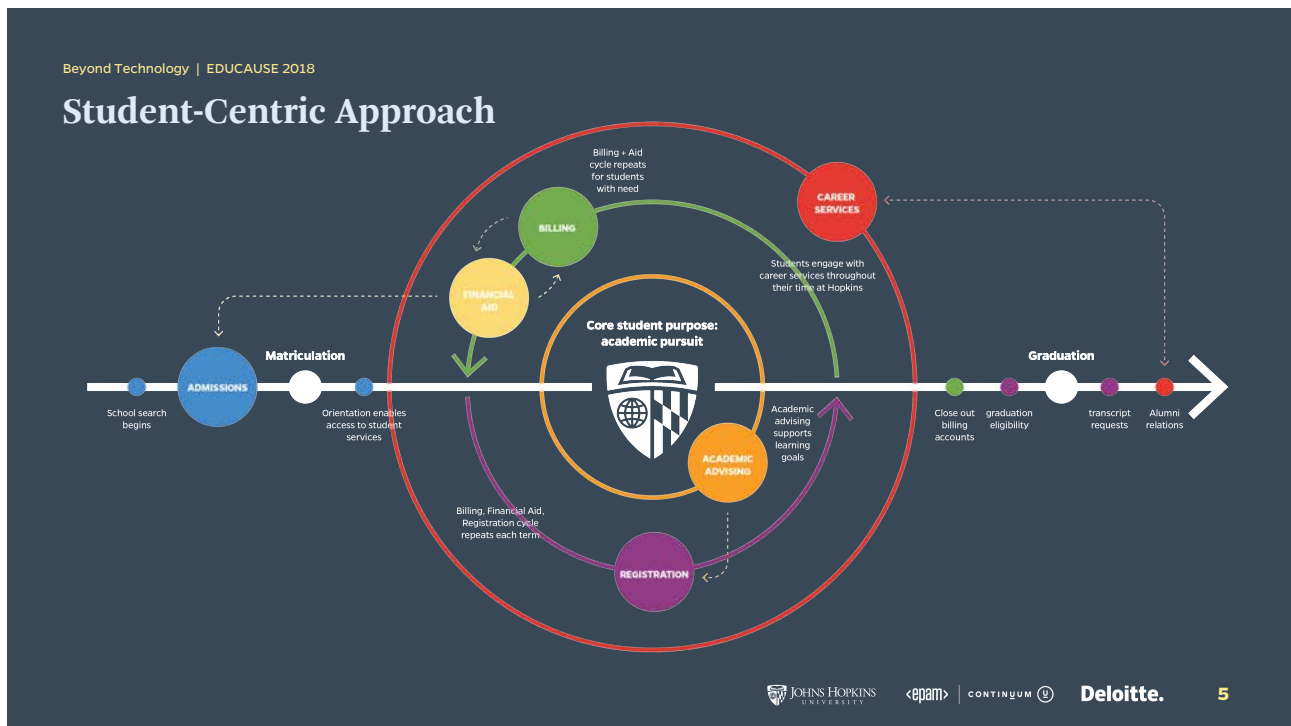 Beyond Technology | EDUCAUSE 2018
Student-Centric Approach
Billing + Aid
cycle repeats
for students
with need
CAREER
SERVICES
BILLING
Students engage with
career services throughout
their time at Hopkins
FINANCIAL
AID
Core student purpose:
academic pursuit
Matriculation
Graduation
ADMISSIONS
School search
begins
Orientation enables
access to student
services
Academic
advising
supports
learning
goals
Close out
billing
accounts
graduation
eligibility
transcript
requests
Alumni
relations
ACADEMIC
ADVISING
Billing, Financial Aid,
Registration cycle
repeats each term
REGISTRATION
JOHNS HOPKINS
UNIVERSITY
<epam> | CONTINUUM
Deloitte.
5